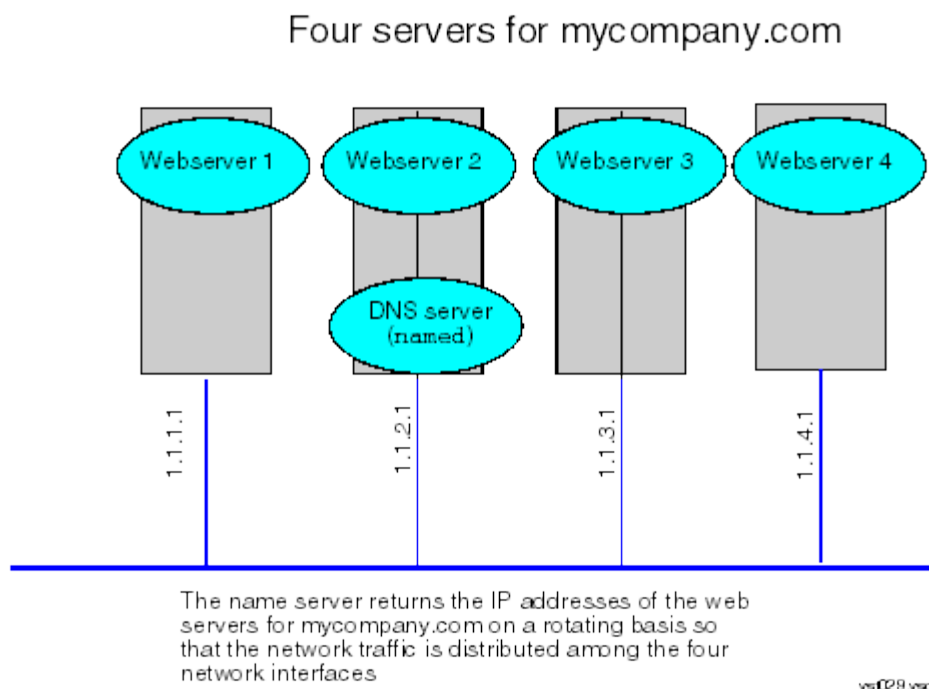 Four servers for mycompany.com
Webserver 1
Webserver 2
Webserver 3
Webserver 4
DNS server
(named)
1.1.1.1
1.1.2.1
1.1.3.1
1.1.4.1
The name server returns the IP addresses of the web
servers for mycompany.com on a rotating basis so
that the network traffic is distributed among the four
network interfaces